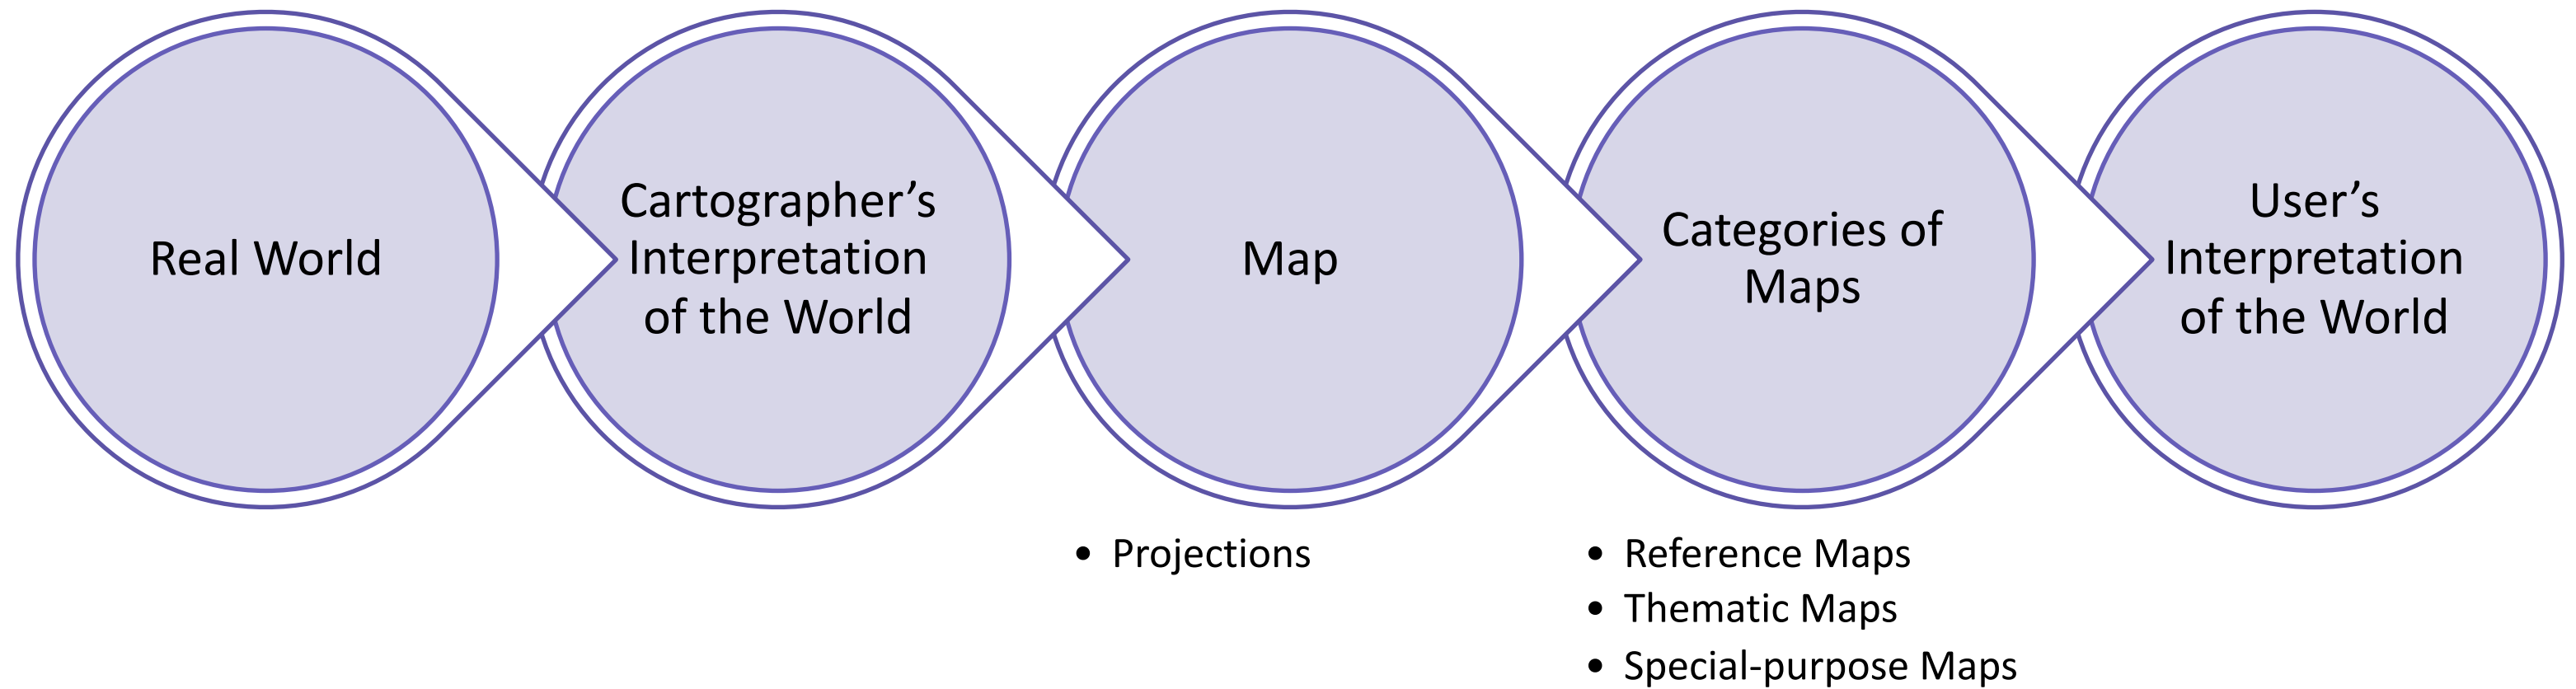 Real World
Cartographer’s
Interpretation
of the World
Map
• Projections
Categories of
Maps
• Reference Maps
• Thematic Maps
• Special-purpose Maps
User’s
Interpretation
of the World